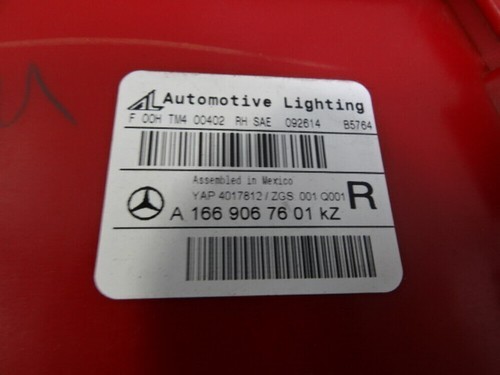 AL Automotive Lighting
F 00H TM4 00402 RH SAE 092614 B5764
Assembled in Mexico
YAP 4017812 / ZGS 001 Q001 R
A 166 906 76 01 kZ